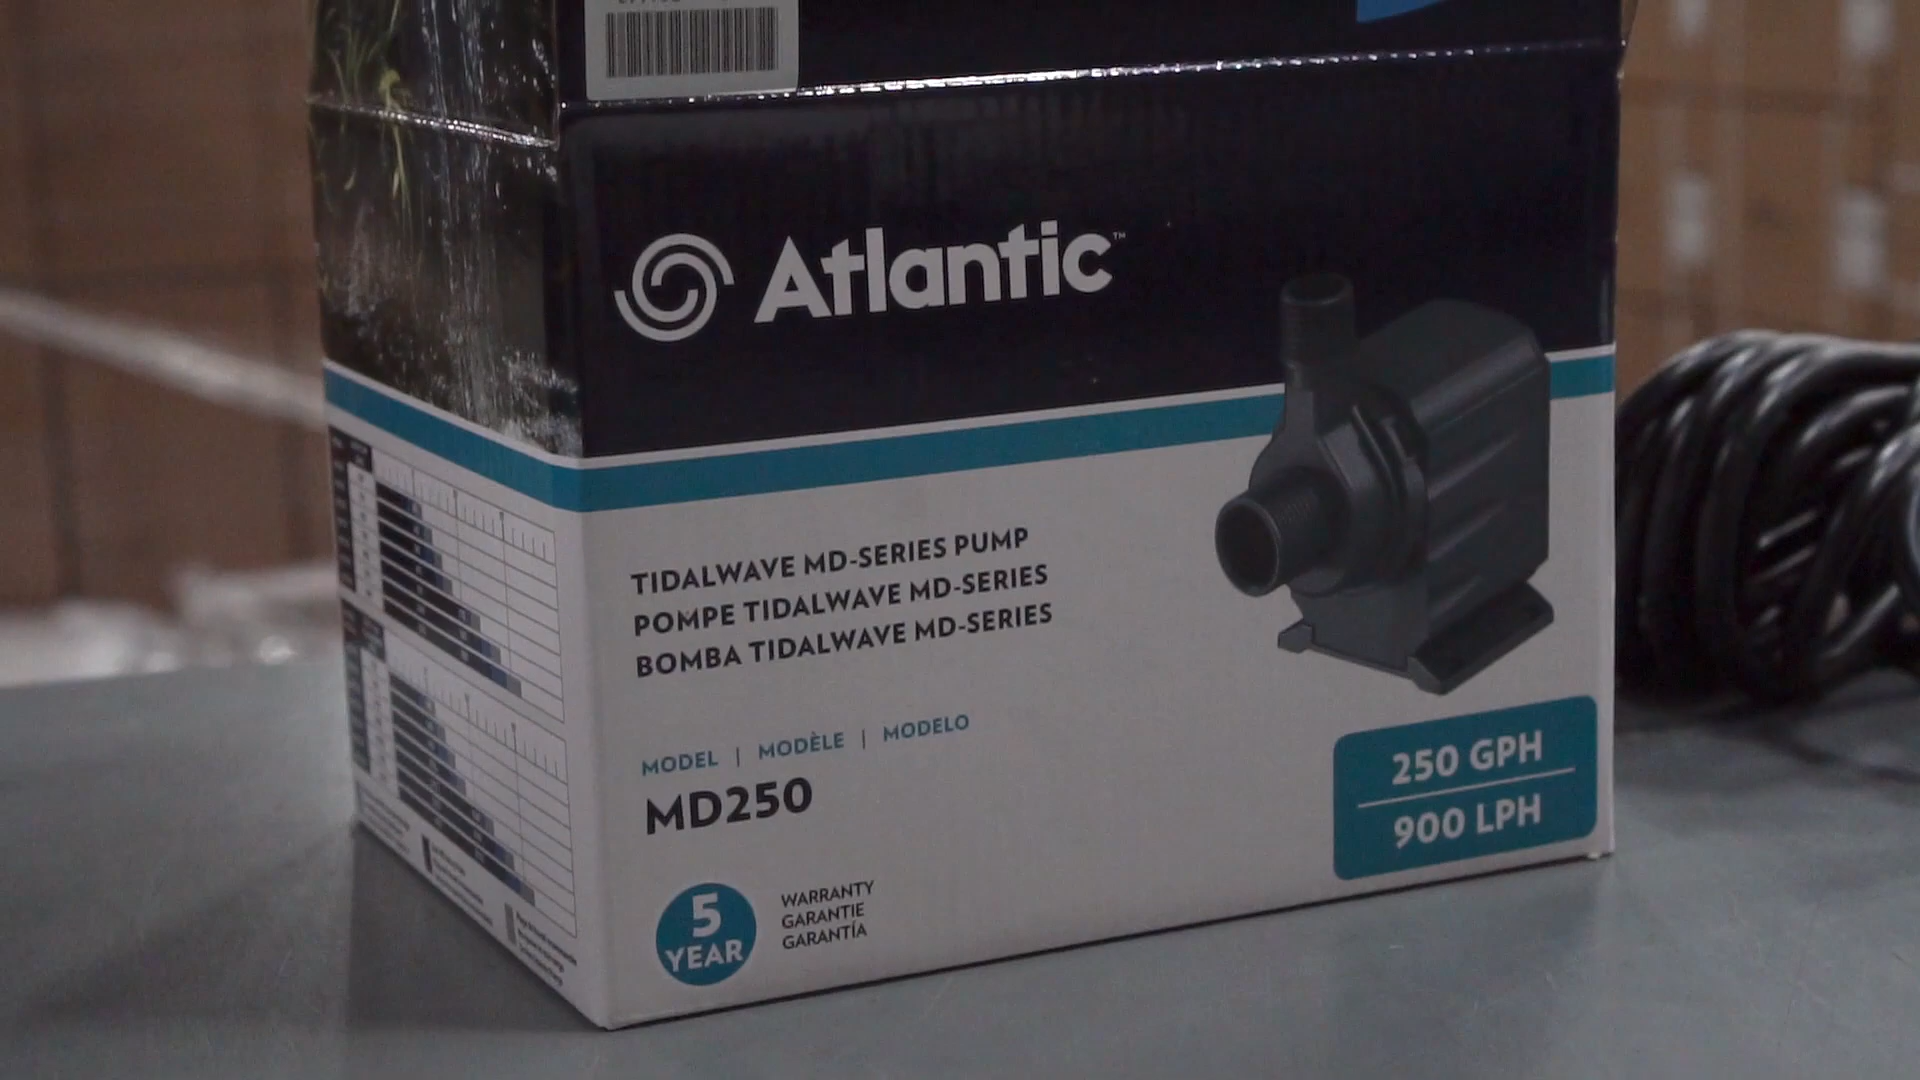 Atlantic™
TIDALWAVE MD-SERIES PUMP
POMPE TIDALWAVE MD-SERIES
BOMBA TIDALWAVE MD-SERIES
MODEL | MODÈLE | MODELO
MD250
250 GPH
900 LPH
5
YEAR
WARRANTY
GARANTIE
GARANTÍA